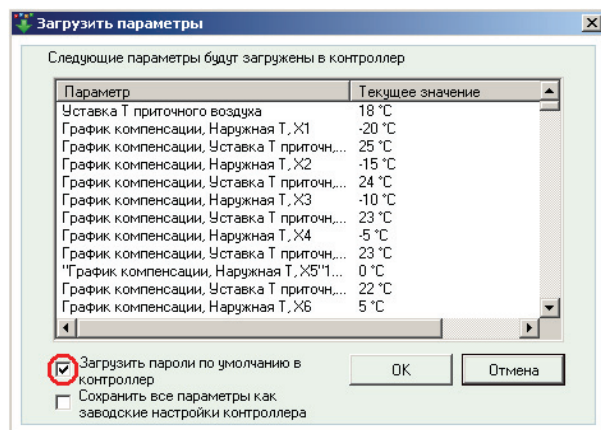 Загрузить параметры
Следующие параметры будут загружены в контроллер
Параметр Текущее значение
Уставка Т приточного воздуха 18 °C
График компенсации, Наружная Т, X1 -20 °C
График компенсации, Уставка Т приточн,... 25 °C
График компенсации, Наружная Т, X2 -15 °C
График компенсации, Уставка Т приточн,... 24 °C
График компенсации, Наружная Т, X3 -10 °C
График компенсации, Уставка Т приточн,... 23 °C
График компенсации, Наружная Т, X4 -5 °C
График компенсации, Уставка Т приточн,... 23 °C
"График компенсации, Наружная Т, X5"1... 0 °C
График компенсации, Уставка Т приточн,... 22 °C
График компенсации, Наружная Т, X6 5 °C
Загрузить пароли по умолчанию в
контроллер
OK Отмена
Сохранить все параметры как
заводские настройки контроллера